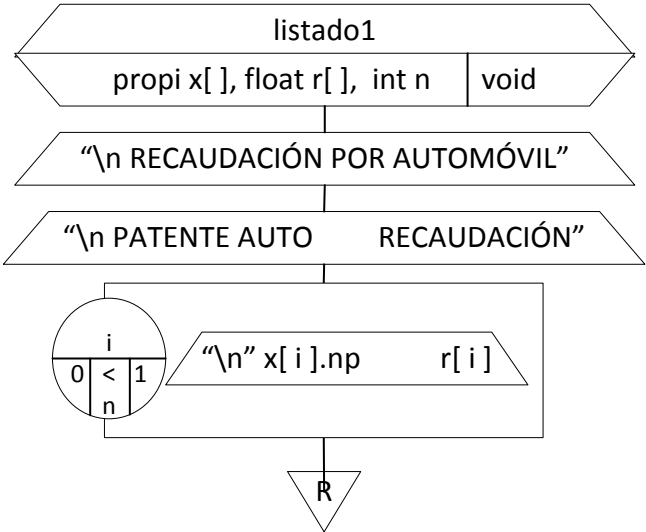 listado1
propi x[ ], float r[ ], int n void
“\n RECAUDACIÓN POR AUTOMÓVIL”
“\n PATENTE AUTO RECAUDACIÓN”
i
0 < 1
n
“\n” x[ i ].np r[ i ]
R